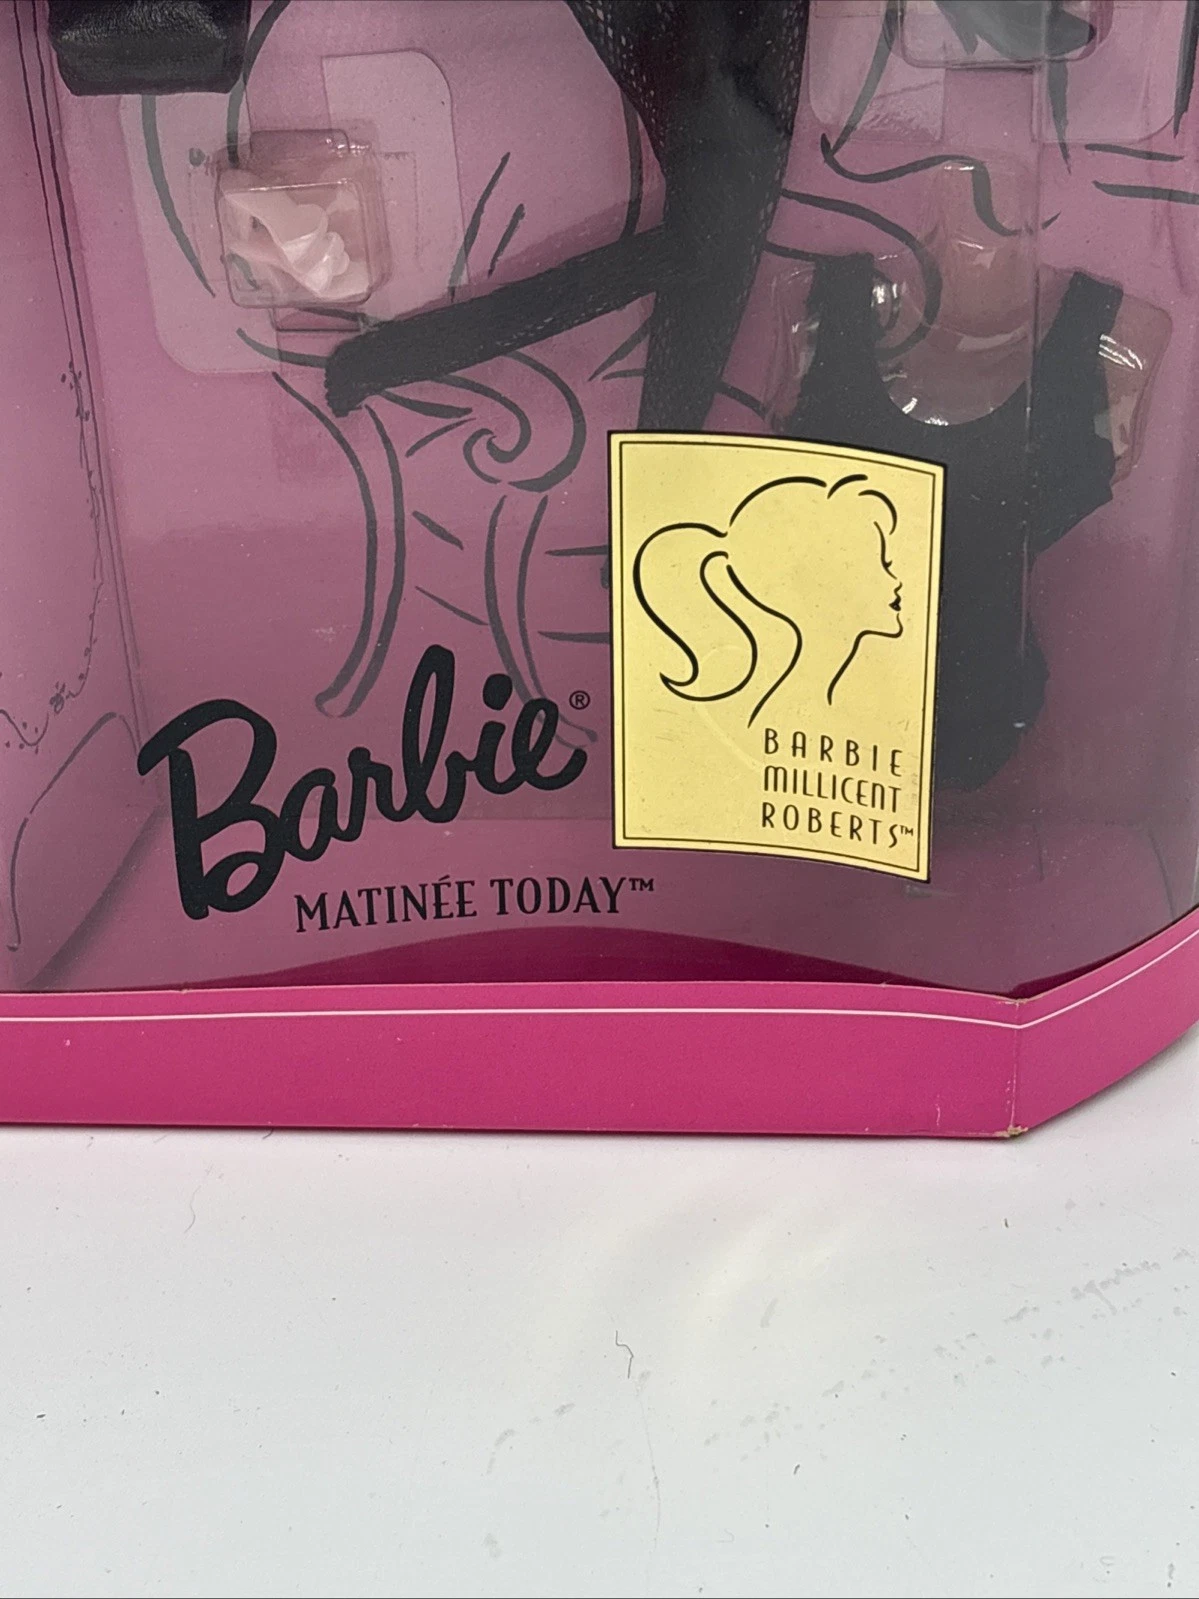 Barbie®
MATINÉE TODAY™
BARBIE
MILLICENT
ROBERTS™